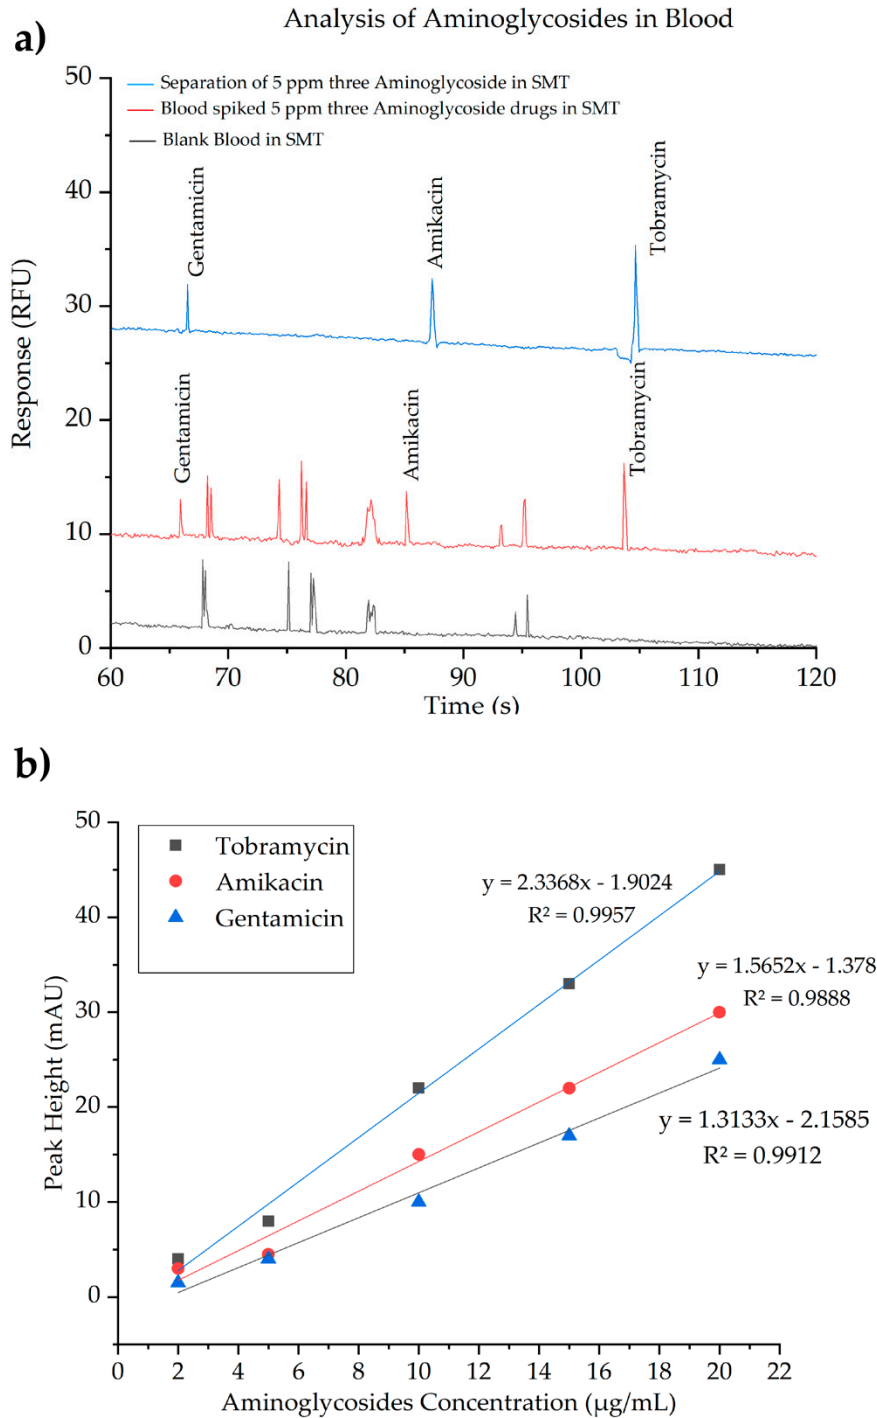 Analysis of Aminoglycosides in Blood
a)
50
40
30
20
10
0
Response (RFU)
Separation of 5 ppm three Aminoglycoside in SMT
Blood spiked 5 ppm three Aminoglycoside drugs in SMT
Blank Blood in SMT
Gentamicin
Amikacin
Tobramycin
Gentamicin
Amikacin
Tobramycin
60 70 80 90 100 110 120
Time (s)
b)
50
40
30
20
10
0
Peak Height (mAU)
Tobramycin
Amikacin
Gentamicin
y = 2.3368x - 1.9024
R² = 0.9957
y = 1.5652x - 1.378
R² = 0.9888
y = 1.3133x - 2.1585
R² = 0.9912
0 2 4 6 8 10 12 14 16 18 20 22
Aminoglycosides Concentration (µg/mL)